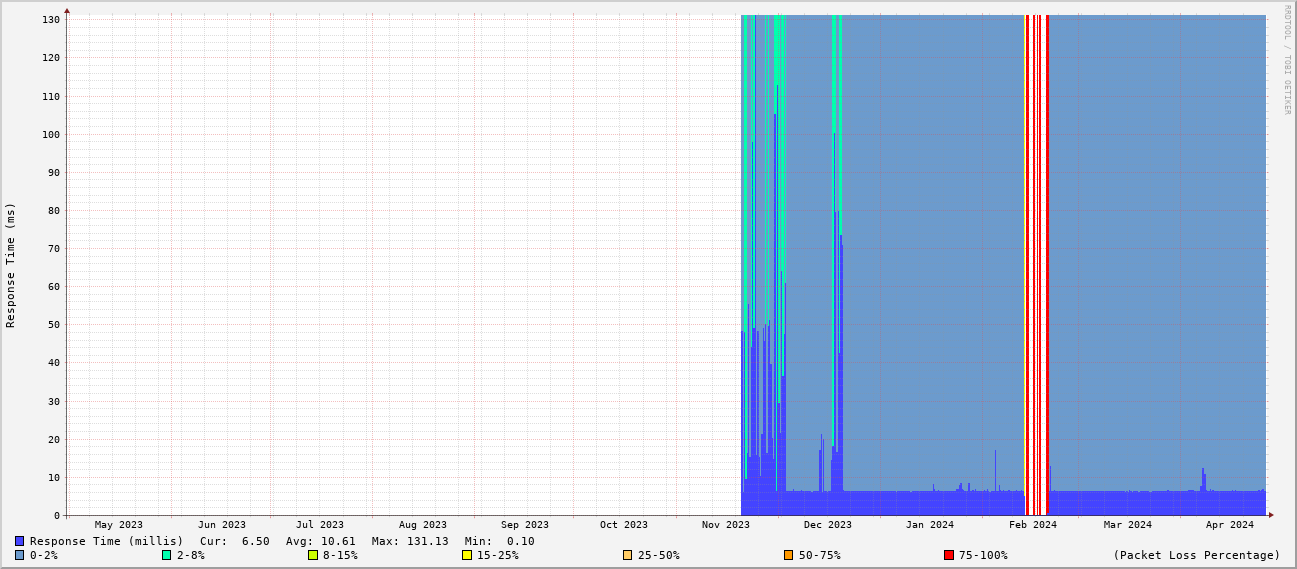 RRDTOOL / TOBI OETIKER
Response Time (ms)
130
120
110
100
90
80
70
60
50
40
30
20
10
0
May 2023 Jun 2023 Jul 2023 Aug 2023 Sep 2023 Oct 2023 Nov 2023 Dec 2023 Jan 2024 Feb 2024 Mar 2024 Apr 2024
Response Time (millis) Cur: 6.50 Avg: 10.61 Max: 131.13 Min: 0.10
0-2% 2-8% 8-15% 15-25% 25-50% 50-75% 75-100% (Packet Loss Percentage)